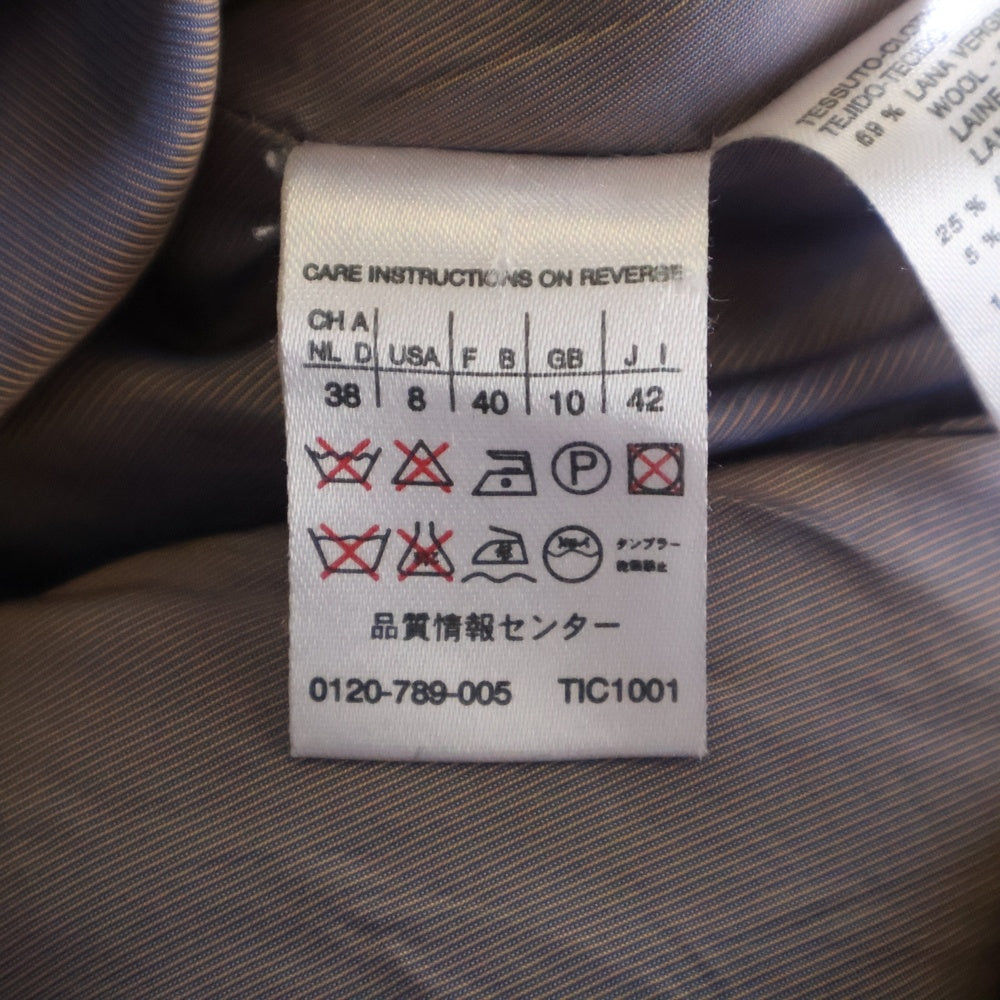 CARE INSTRUCTIONS ON REVERSE
CH A
NL D USA F B GB J I
38 8 40 10 42
P
タンブラー
品質情報センター
0120-789-005 TIC1001
TESSUTO-CLOTH
TEJIDO-TECIDO
69 % LANA VERGINE
WOOL -
LAINE
25 %
5 %